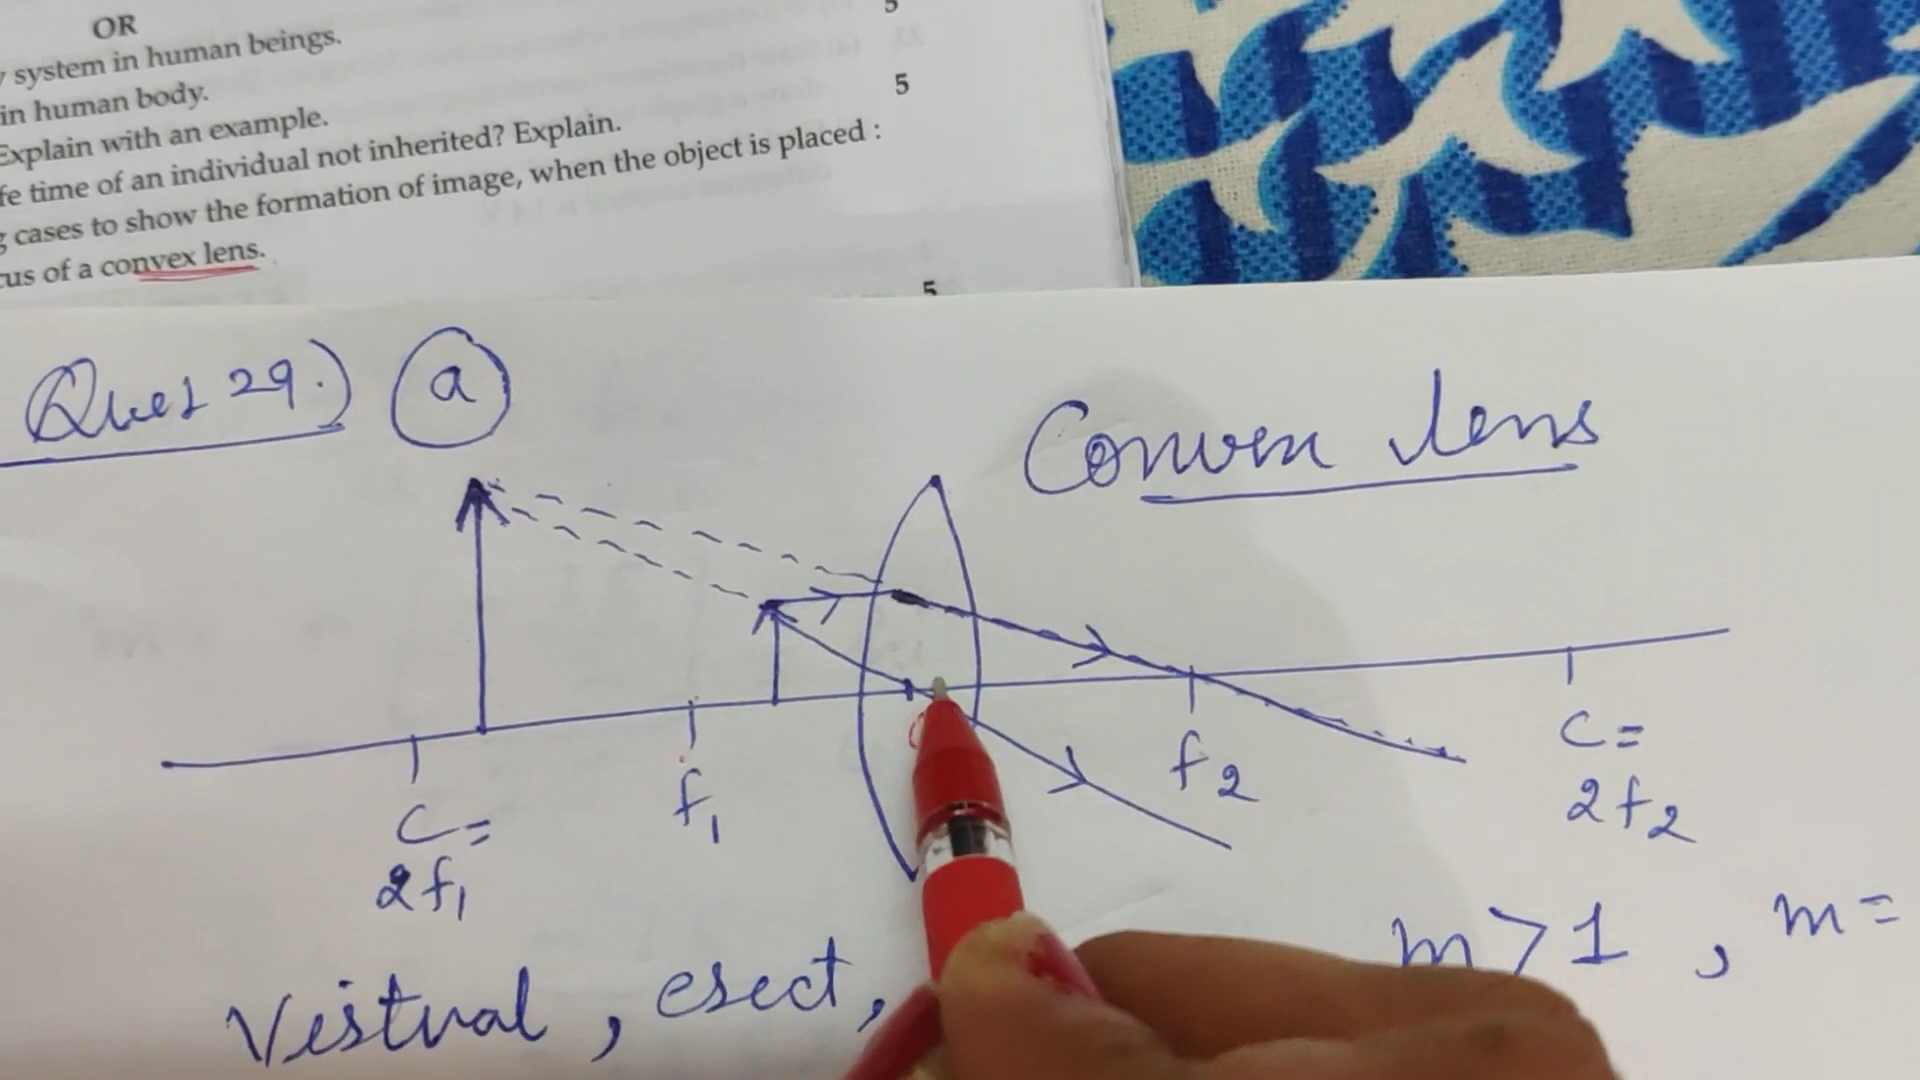 OR
5
y system in human beings.
in human body.
5
Explain with an example.
fe time of an individual not inherited? Explain.
g cases to show the formation of image, when the object is placed :
cus of a convex lens.
5
Ques 29.) a
Convex lens
f1
f2
C =
2f1
C =
2f2
m > 1 , m =
Virtual , erect ,